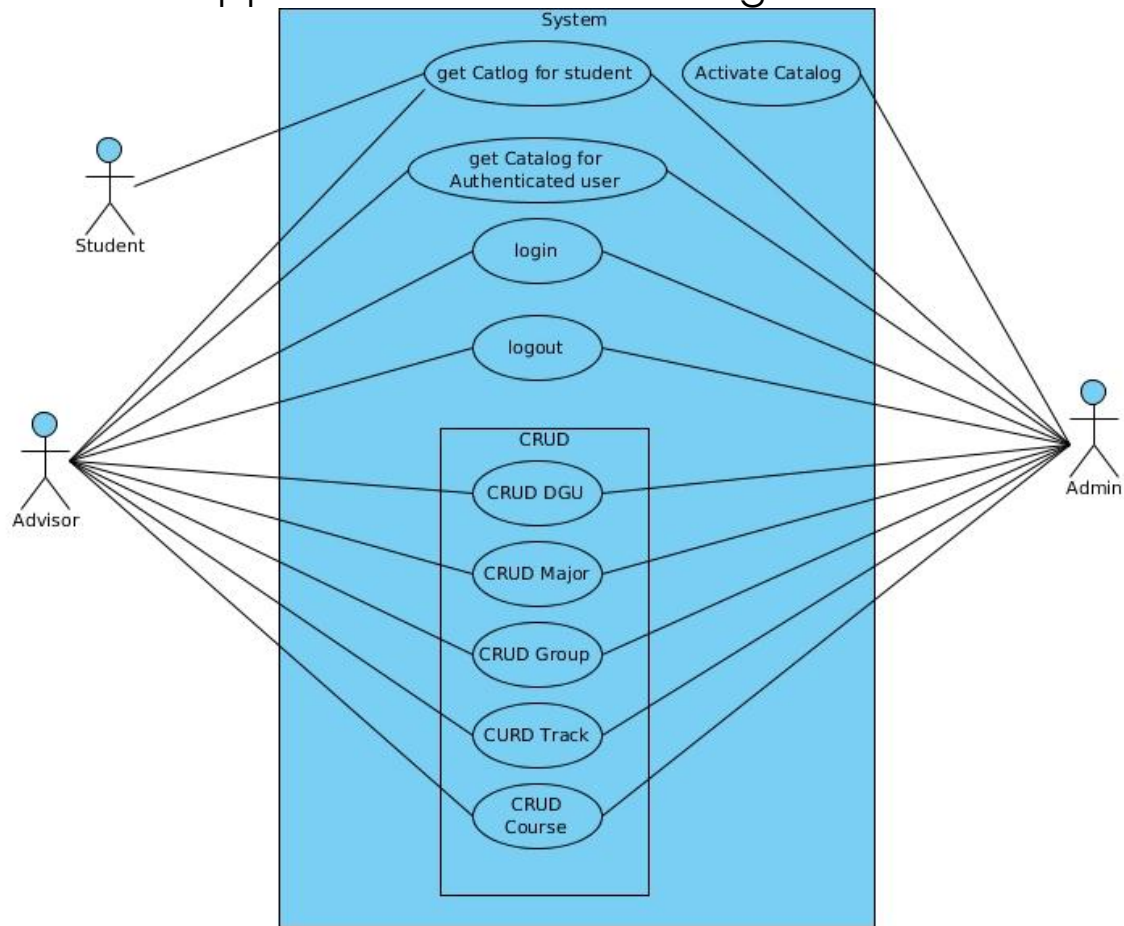 System
get Catlog for student
Activate Catalog
get Catalog for
Authenticated user
Student
login
logout
Advisor
Admin
CRUD
CRUD DGU
CRUD Major
CRUD Group
CURD Track
CRUD
Course